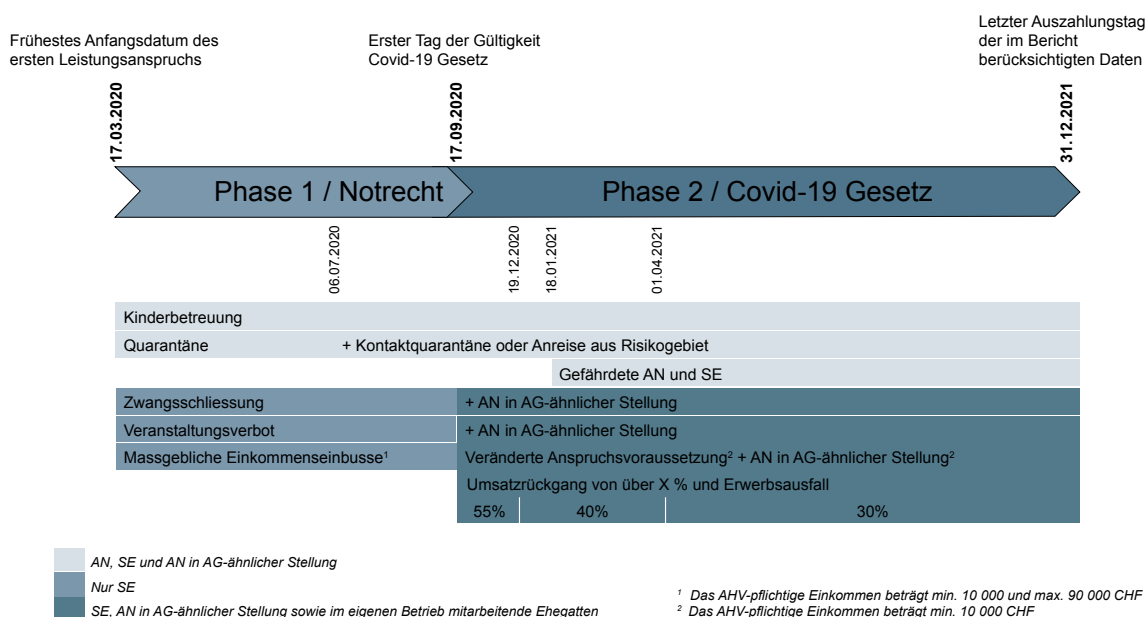 Frühestes Anfangsdatum des
ersten Leistungsanspruchs
Erster Tag der Gültigkeit
Covid-19 Gesetz
Letzter Auszahlungstag
der im Bericht
berücksichtigten Daten
17.03.2020
17.09.2020
31.12.2021
Phase 1 / Notrecht
Phase 2 / Covid-19 Gesetz
06.07.2020
19.12.2020
18.01.2021
01.04.2021
Kinderbetreuung
Quarantäne + Kontaktquarantäne oder Anreise aus Risikogebiet
Gefährdete AN und SE
Zwangsschliessung + AN in AG-ähnlicher Stellung
Veranstaltungsverbot + AN in AG-ähnlicher Stellung
Massgebliche Einkommenseinbusse¹ Veränderte Anspruchsvoraussetzung² + AN in AG-ähnlicher Stellung²
Umsatzrückgang von über X % und Erwerbsausfall
55% 40% 30%
AN, SE und AN in AG-ähnlicher Stellung
Nur SE
SE, AN in AG-ähnlicher Stellung sowie im eigenen Betrieb mitarbeitende Ehegatten
¹ Das AHV-pflichtige Einkommen beträgt min. 10 000 und max. 90 000 CHF
² Das AHV-pflichtige Einkommen beträgt min. 10 000 CHF